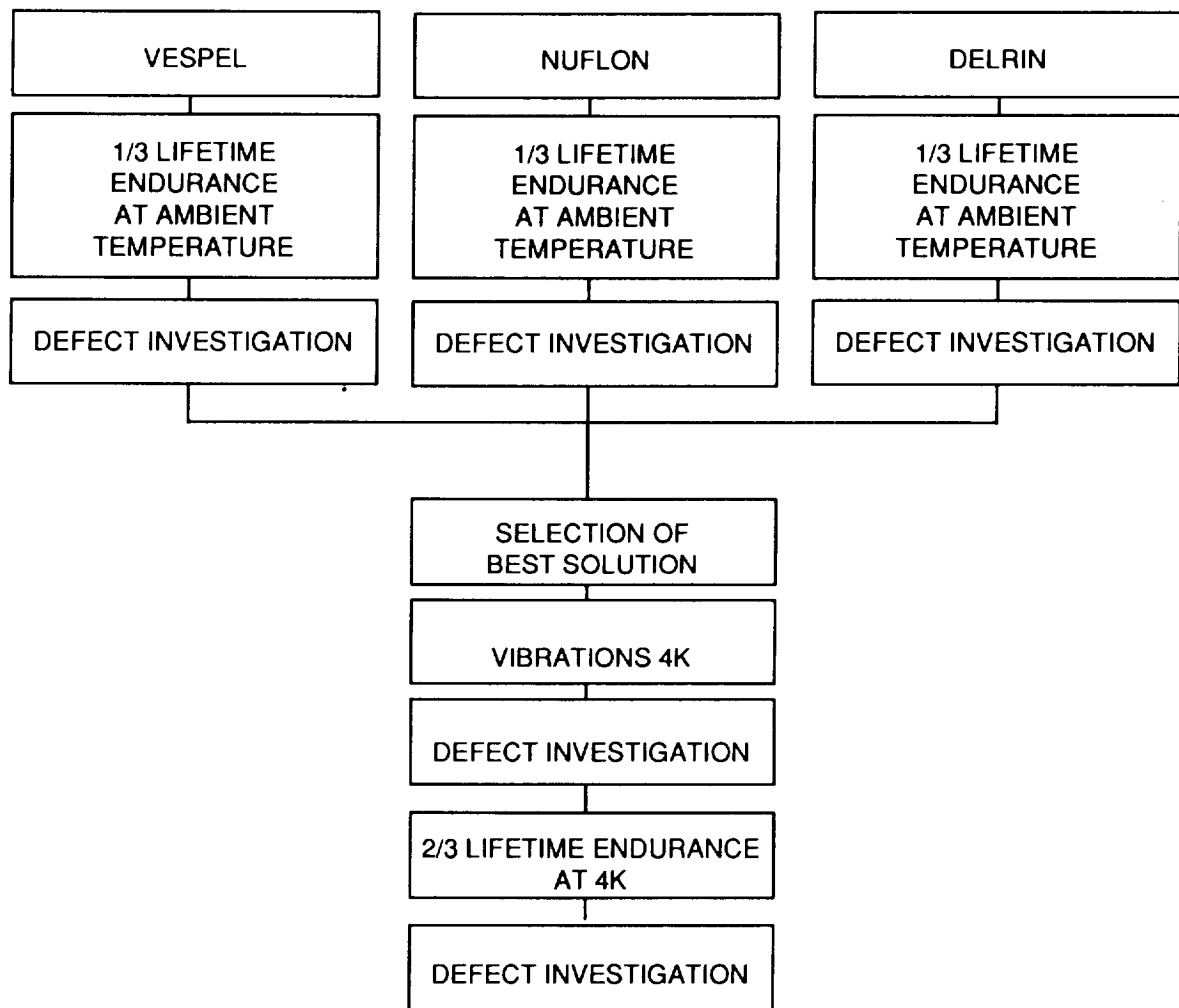 VESPEL
NUFLON
DELRIN
1/3 LIFETIME
ENDURANCE
AT AMBIENT
TEMPERATURE
1/3 LIFETIME
ENDURANCE
AT AMBIENT
TEMPERATURE
1/3 LIFETIME
ENDURANCE
AT AMBIENT
TEMPERATURE
DEFECT INVESTIGATION
DEFECT INVESTIGATION
DEFECT INVESTIGATION
SELECTION OF
BEST SOLUTION
VIBRATIONS 4K
DEFECT INVESTIGATION
2/3 LIFETIME ENDURANCE
AT 4K
DEFECT INVESTIGATION